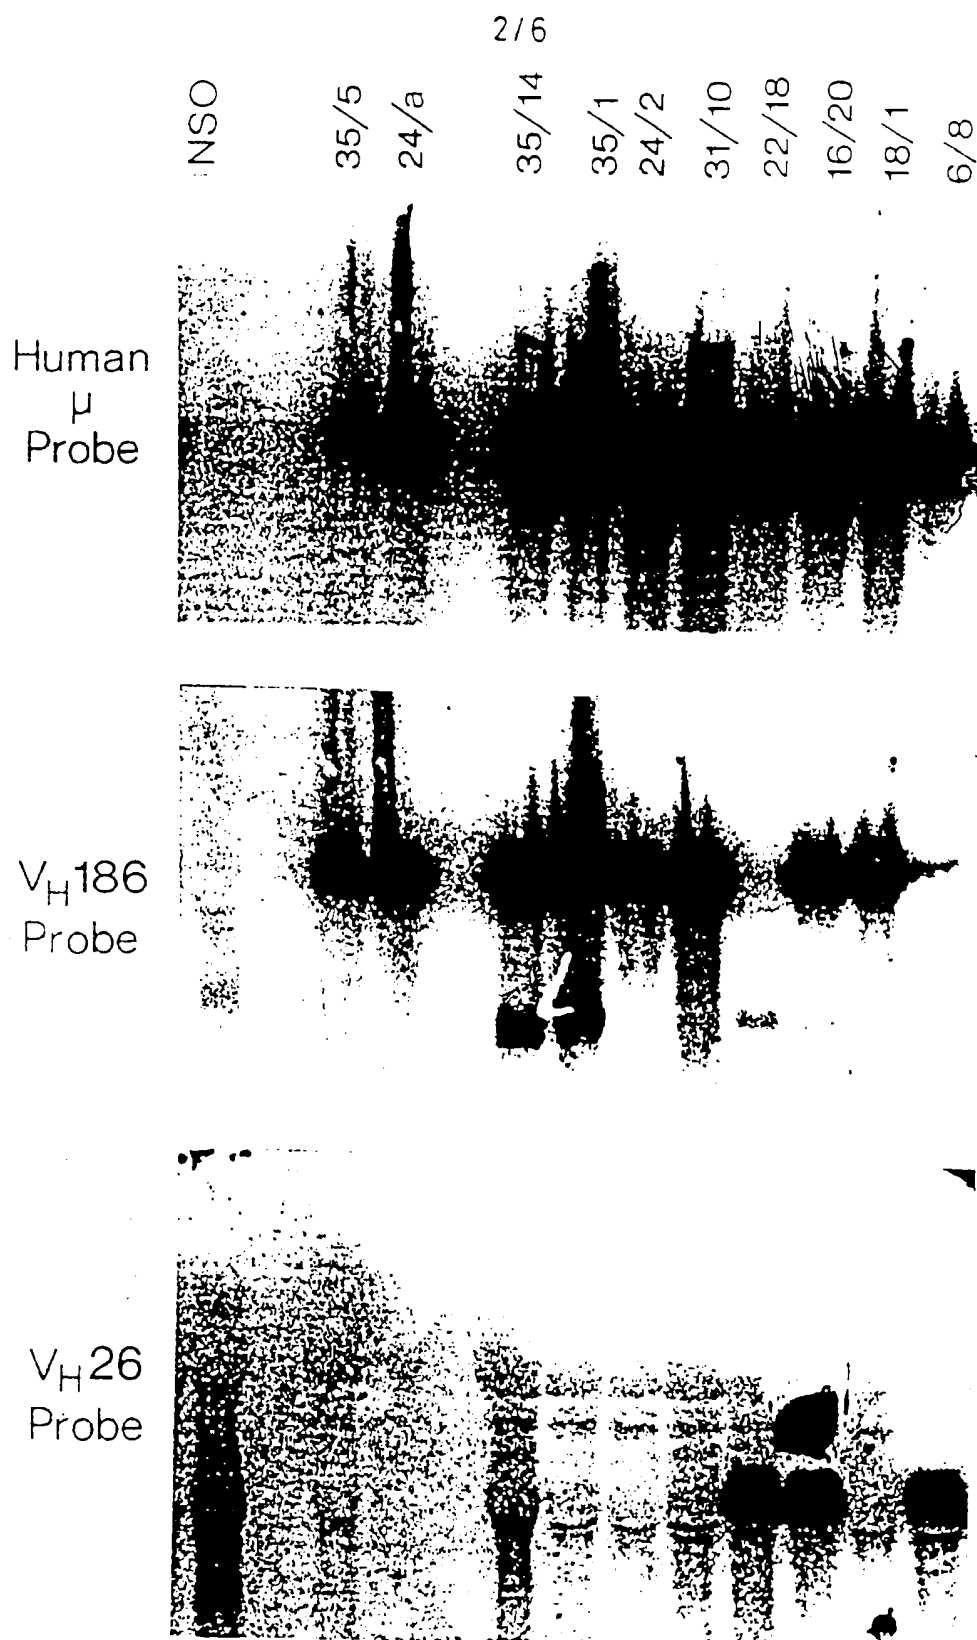 2/6
NSO
35/5
24/a
35/14
35/1
24/2
31/10
22/18
16/20
18/1
6/8
Human
μ
Probe
VH186
Probe
VH26
Probe